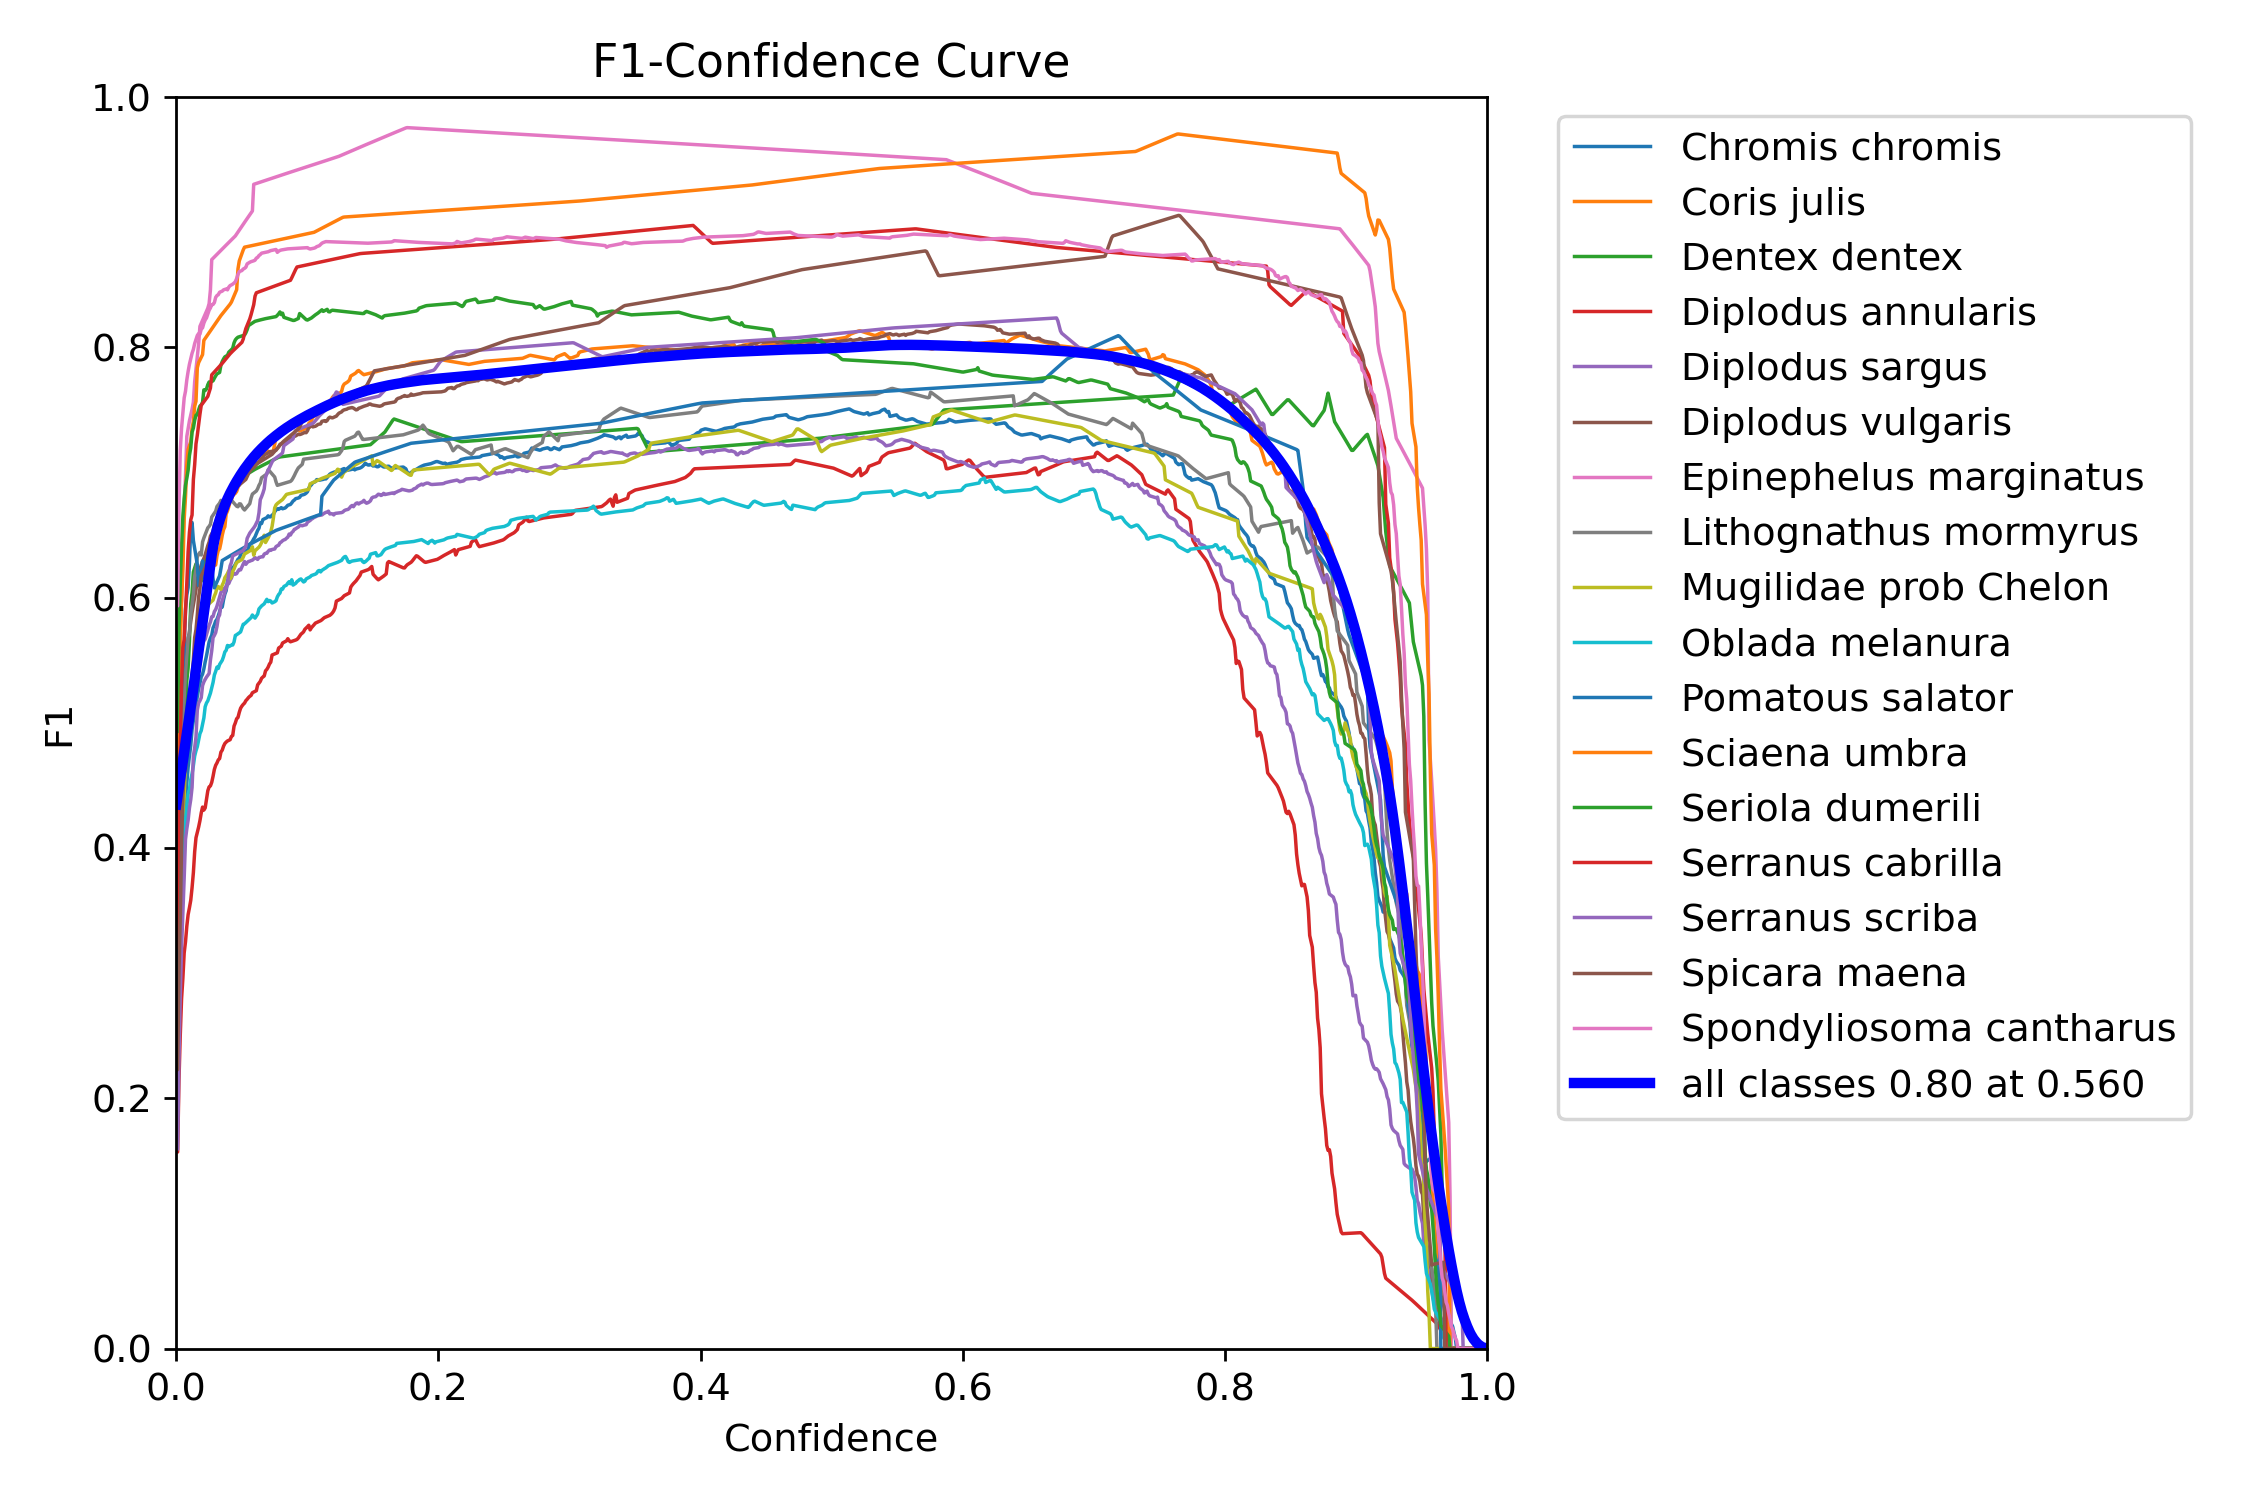 F1-Confidence Curve
1.0
0.8
0.6
0.4
0.2
0.0
F1
0.0 0.2 0.4 0.6 0.8 1.0
Confidence
Chromis chromis
Coris julis
Dentex dentex
Diplodus annularis
Diplodus sargus
Diplodus vulgaris
Epinephelus marginatus
Lithognathus mormyrus
Mugilidae prob Chelon
Oblada melanura
Pomatous salator
Sciaena umbra
Seriola dumerili
Serranus cabrilla
Serranus scriba
Spicara maena
Spondyliosoma cantharus
all classes 0.80 at 0.560